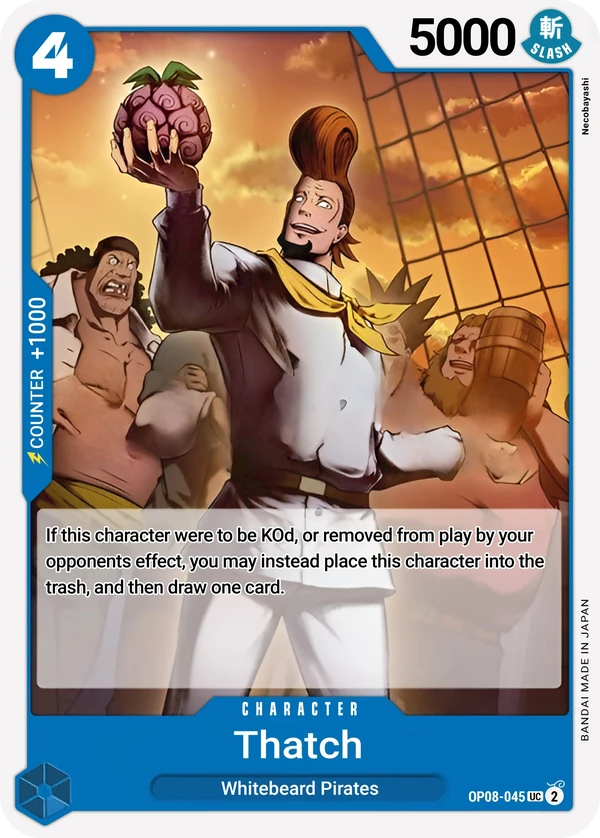 4
5000
斬
SLASH
Necobayashi
COUNTER +1000
If this character were to be KOd, or removed from play by your
opponents effect, you may instead place this character into the
trash, and then draw one card.
BANDAI MADE IN JAPAN
CHARACTER
Thatch
Whitebeard Pirates
OP08-045 UC 2